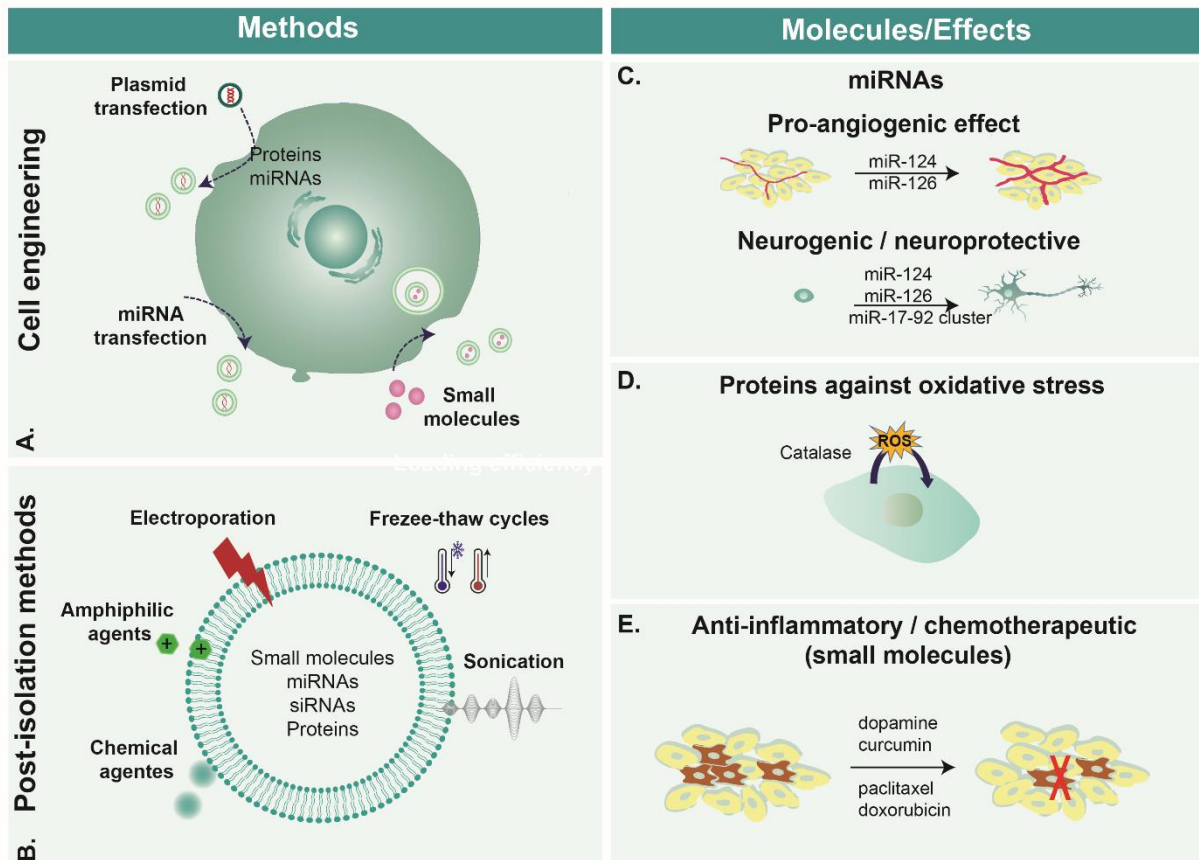 Methods
Cell engineering
A.
Plasmid
transfection
Proteins
miRNAs
miRNA
transfection
Small
molecules
Loading efficiency
Post-isolation methods
B.
Electroporation
Frezee-thaw cycles
Amphiphilic
agents
+
+
Small molecules
miRNAs
siRNAs
Proteins
Sonication
Chemical
agentes
Molecules/Effects
C.
miRNAs
Pro-angiogenic effect
miR-124
miR-126
Neurogenic / neuroprotective
miR-124
miR-126
miR-17-92 cluster
D.
Proteins against oxidative stress
Catalase
ROS
E.
Anti-inflammatory / chemotherapeutic
(small molecules)
dopamine
curcumin
paclitaxel
doxorubicin